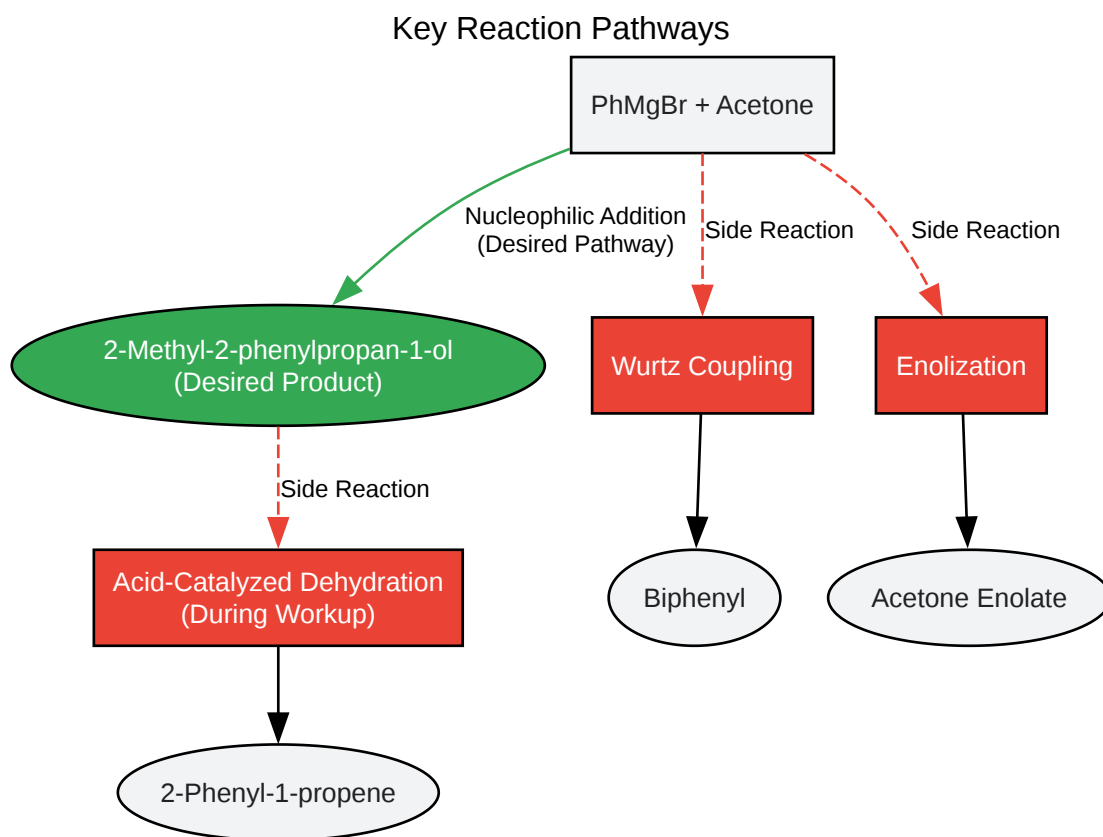 Key Reaction Pathways
PhMgBr + Acetone
Nucleophilic Addition
(Desired Pathway)
Side Reaction
Side Reaction
2-Methyl-2-phenylpropan-1-ol
(Desired Product)
Wurtz Coupling
Enolization
Side Reaction
Acid-Catalyzed Dehydration
(During Workup)
Biphenyl
Acetone Enolate
2-Phenyl-1-propene